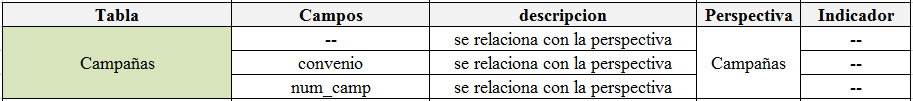 Tabla Campos descripcion Perspectiva Indicador
-- se relaciona con la perspectiva --
Campañas convenio se relaciona con la perspectiva Campañas --
num_camp se relaciona con la perspectiva --